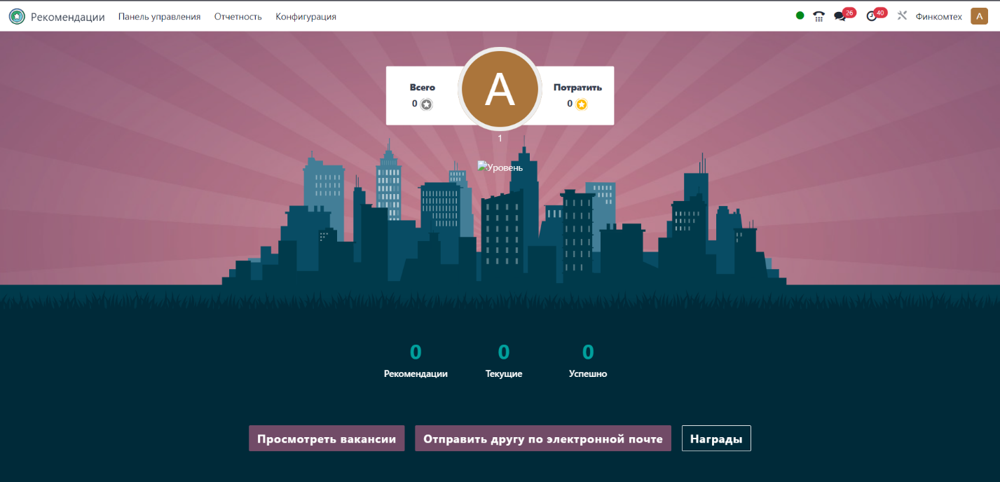 Рекомендации Панель управления Отчетность Конфигурация 26 40 Финкомтех А
Всего А Потратить
0 0
1
Уровень
0 0 0
Рекомендации Текущие Успешно
Просмотреть вакансии Отправить другу по электронной почте Награды